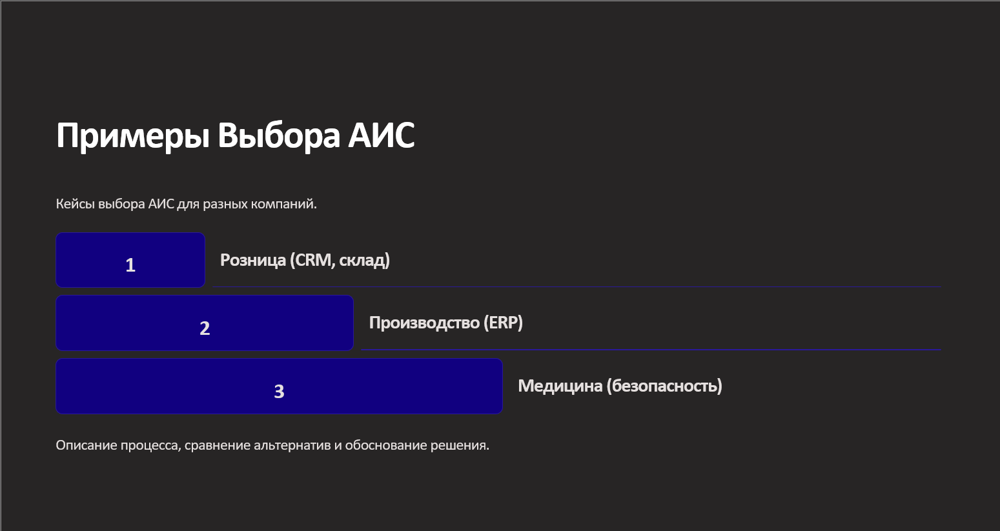 Примеры Выбора АИС
Кейсы выбора АИС для разных компаний.
1
Розница (CRM, склад)
2
Производство (ERP)
3
Медицина (безопасность)
Описание процесса, сравнение альтернатив и обоснование решения.